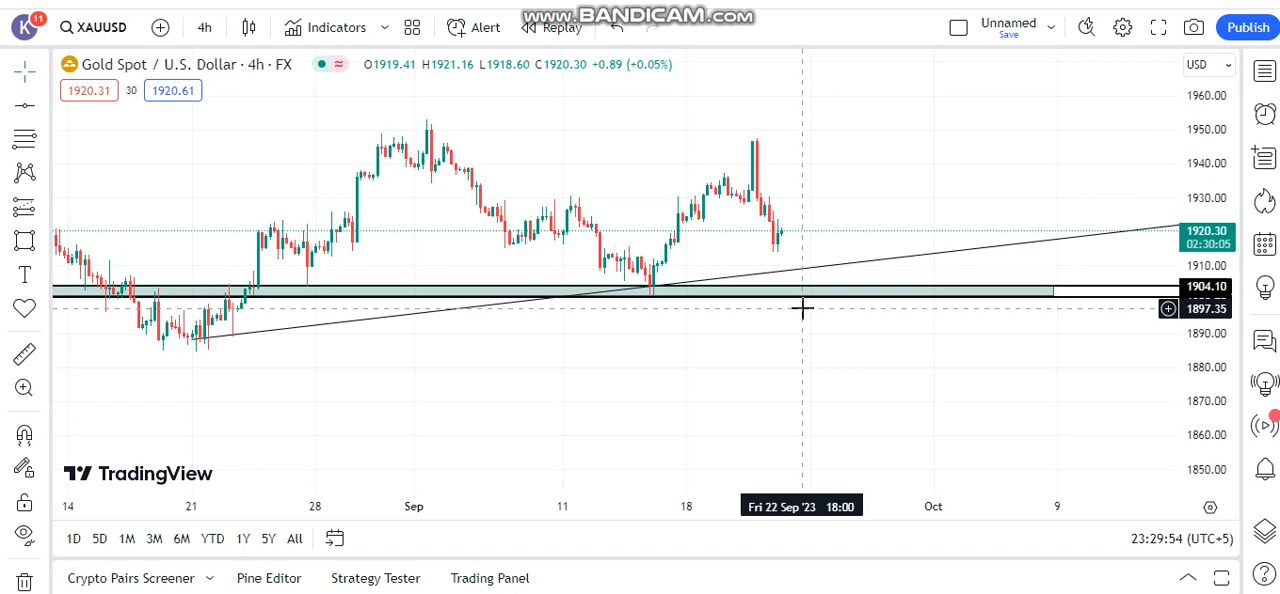 www.BANDICAM.com
K 11 XAUUSD 4h Indicators Alert Replay Unnamed Save Publish
Gold Spot / U.S. Dollar · 4h · FX O1919.41 H1921.16 L1918.60 C1920.30 +0.89 (+0.05%) USD
1920.31 30 1920.61
1960.00
1950.00
1940.00
1930.00
1920.30
02:30:05
1910.00
1904.10
1897.35
1890.00
1880.00
1870.00
1860.00
1850.00
TradingView
14 21 28 Sep 11 18 Fri 22 Sep '23 18:00 Oct 9
1D 5D 1M 3M 6M YTD 1Y 5Y All 23:29:54 (UTC+5)
Crypto Pairs Screener Pine Editor Strategy Tester Trading Panel